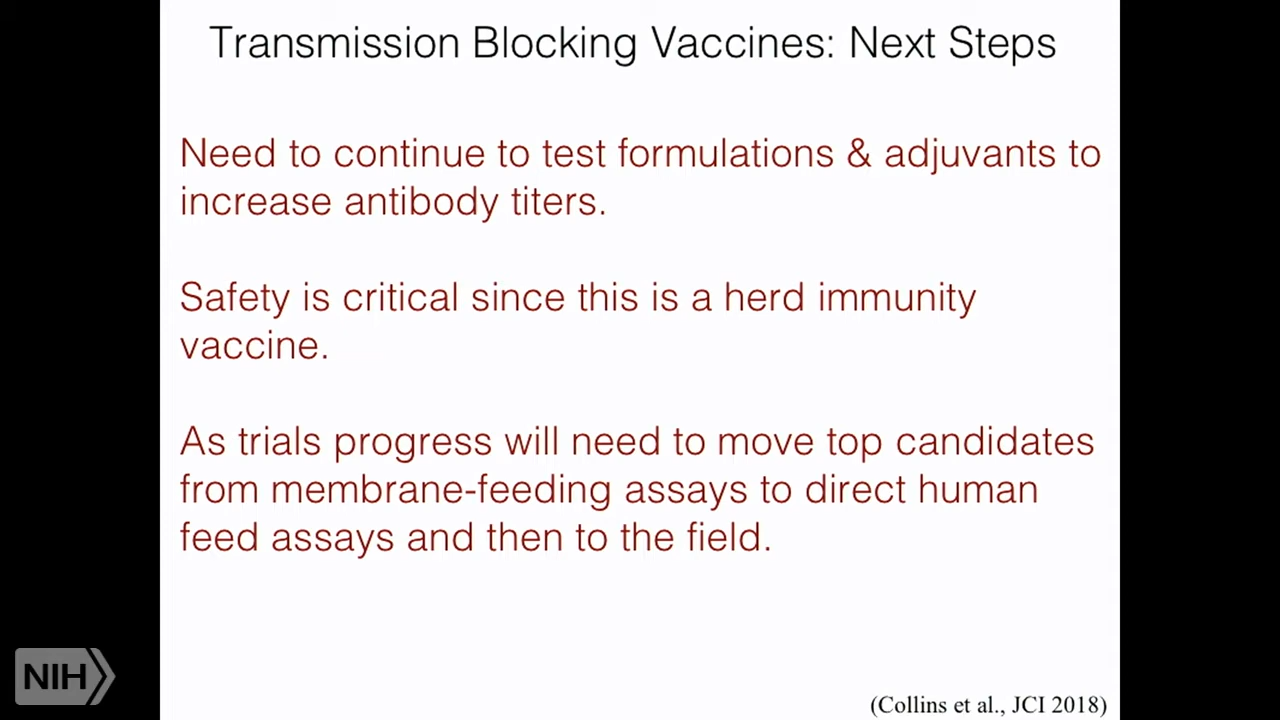 Transmission Blocking Vaccines: Next Steps
Need to continue to test formulations & adjuvants to
increase antibody titers.
Safety is critical since this is a herd immunity
vaccine.
As trials progress will need to move top candidates
from membrane-feeding assays to direct human
feed assays and then to the field.
NIH
(Collins et al., JCI 2018)